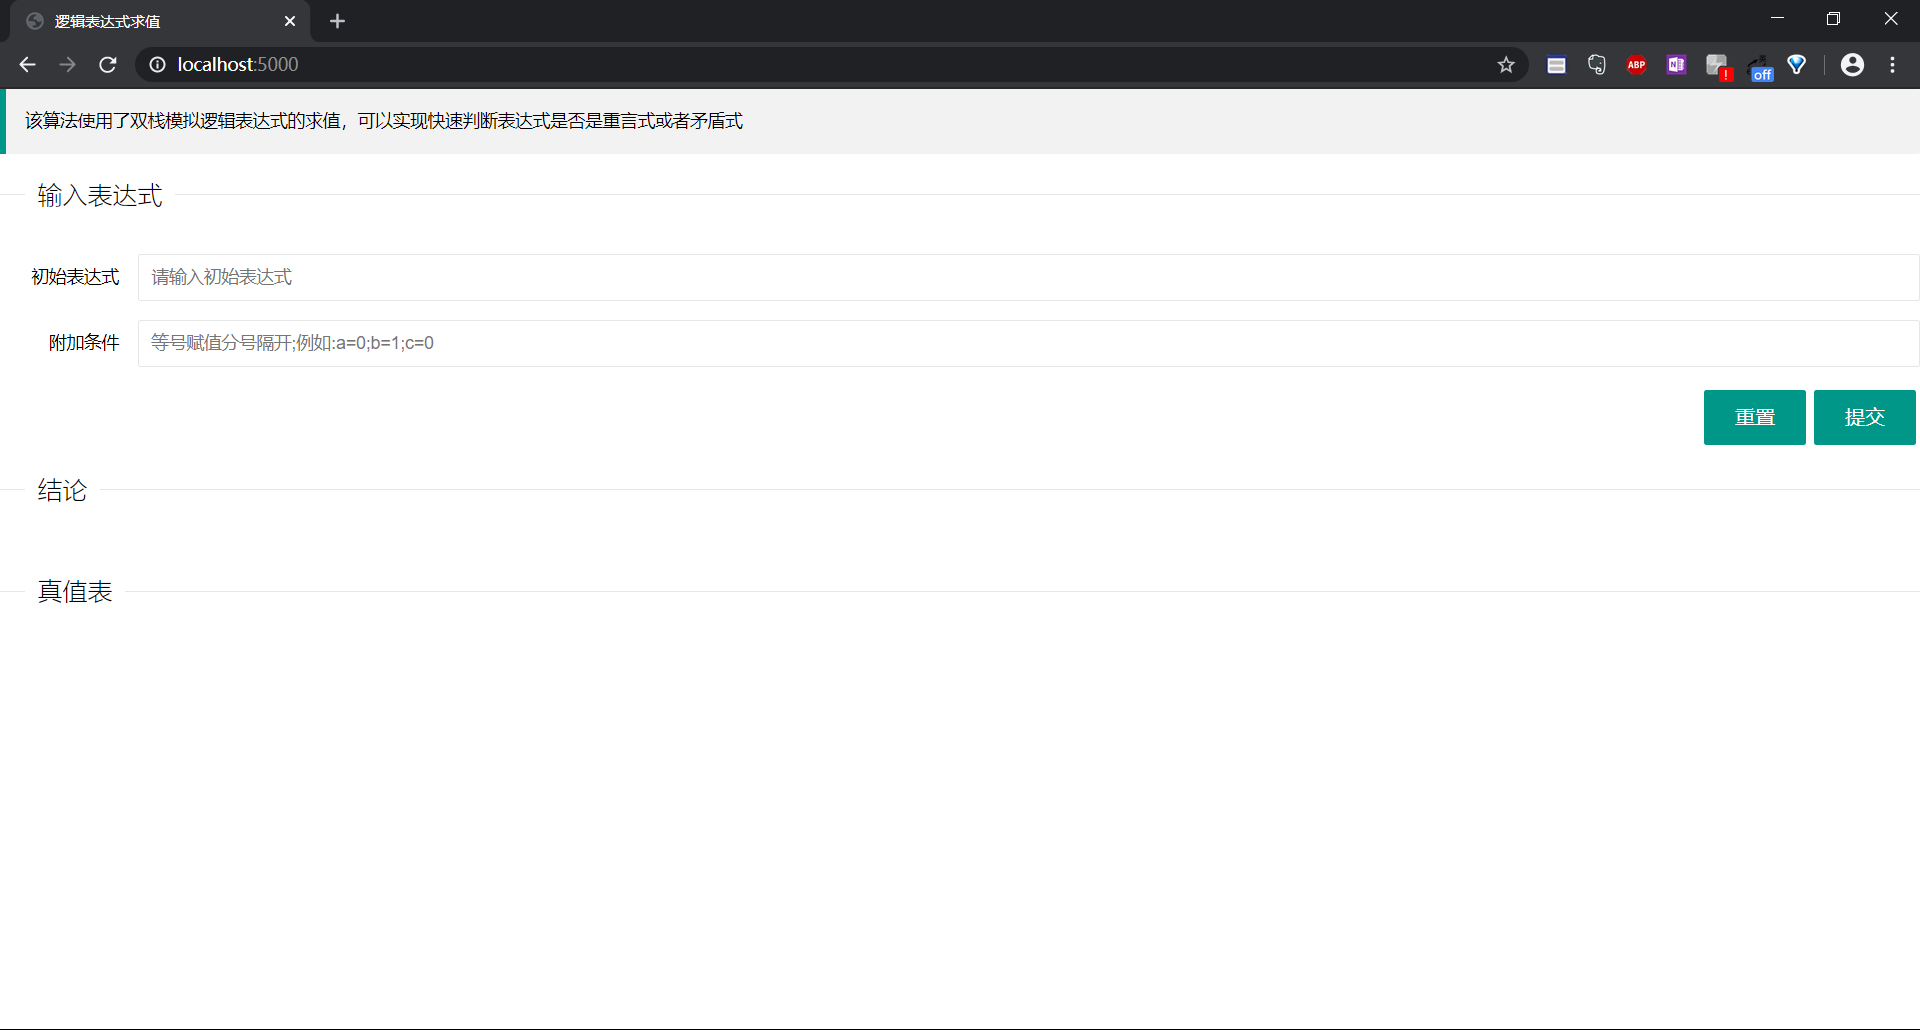 逻辑表达式求值
localhost:5000
ABP
N
!
off
该算法使用了双栈模拟逻辑表达式的求值，可以实现快速判断表达式是否是重言式或者矛盾式
输入表达式
初始表达式 请输入初始表达式
附加条件 等号赋值分号隔开;例如:a=0;b=1;c=0
重置 提交
结论
真值表